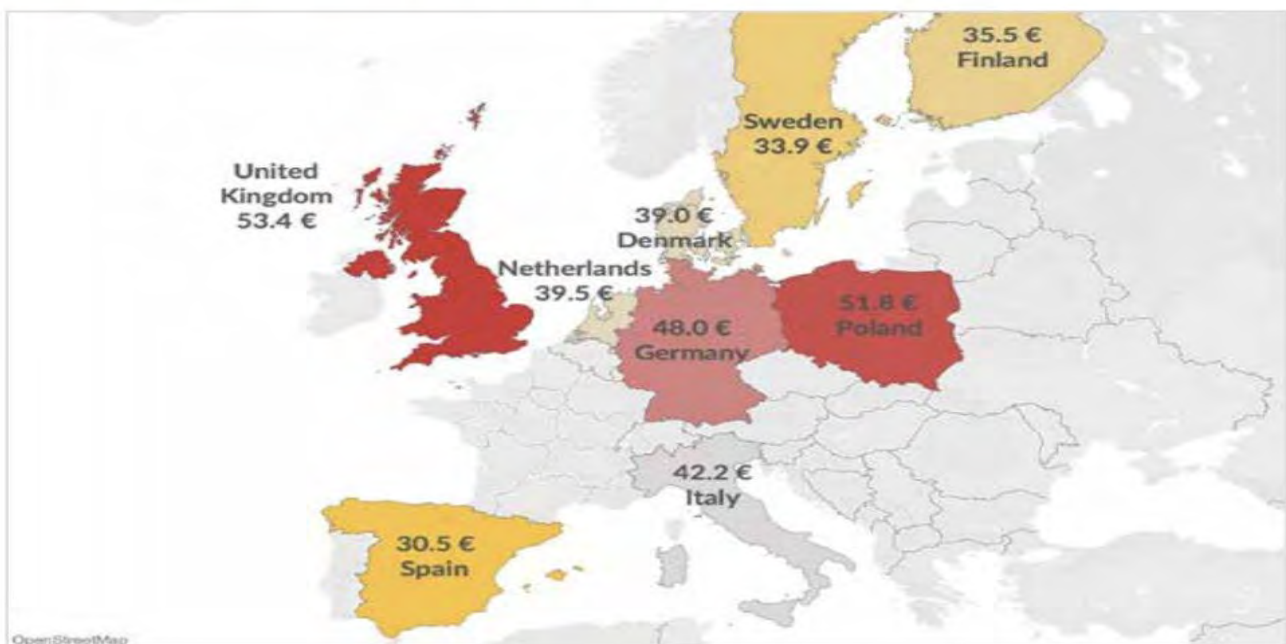 35.5 €
Finland
Sweden
33.9 €
United
Kingdom
53.4 €
39.0 €
Denmark
Netherlands
39.5 €
51.8 €
Poland
48.0 €
Germany
42.2 €
Italy
30.5 €
Spain
OpenStreetMap